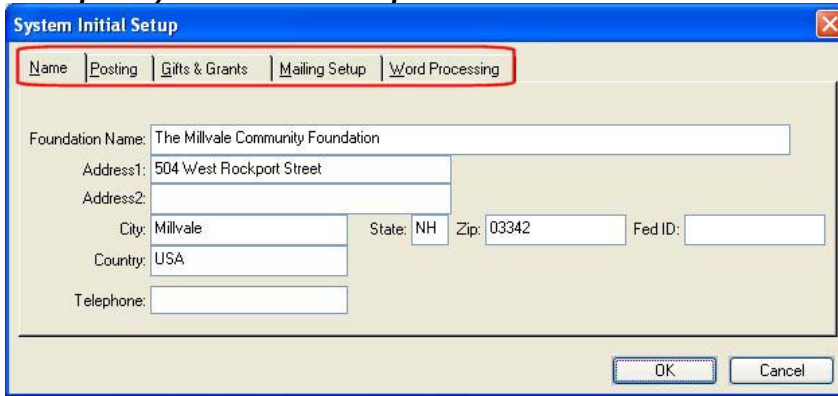 System Initial Setup
Name Posting Gifts & Grants Mailing Setup Word Processing
Foundation Name: The Millvale Community Foundation
Address1: 504 West Rockport Street
Address2:
City: Millvale State: NH Zip: 03342 Fed ID:
Country: USA
Telephone:
OK Cancel